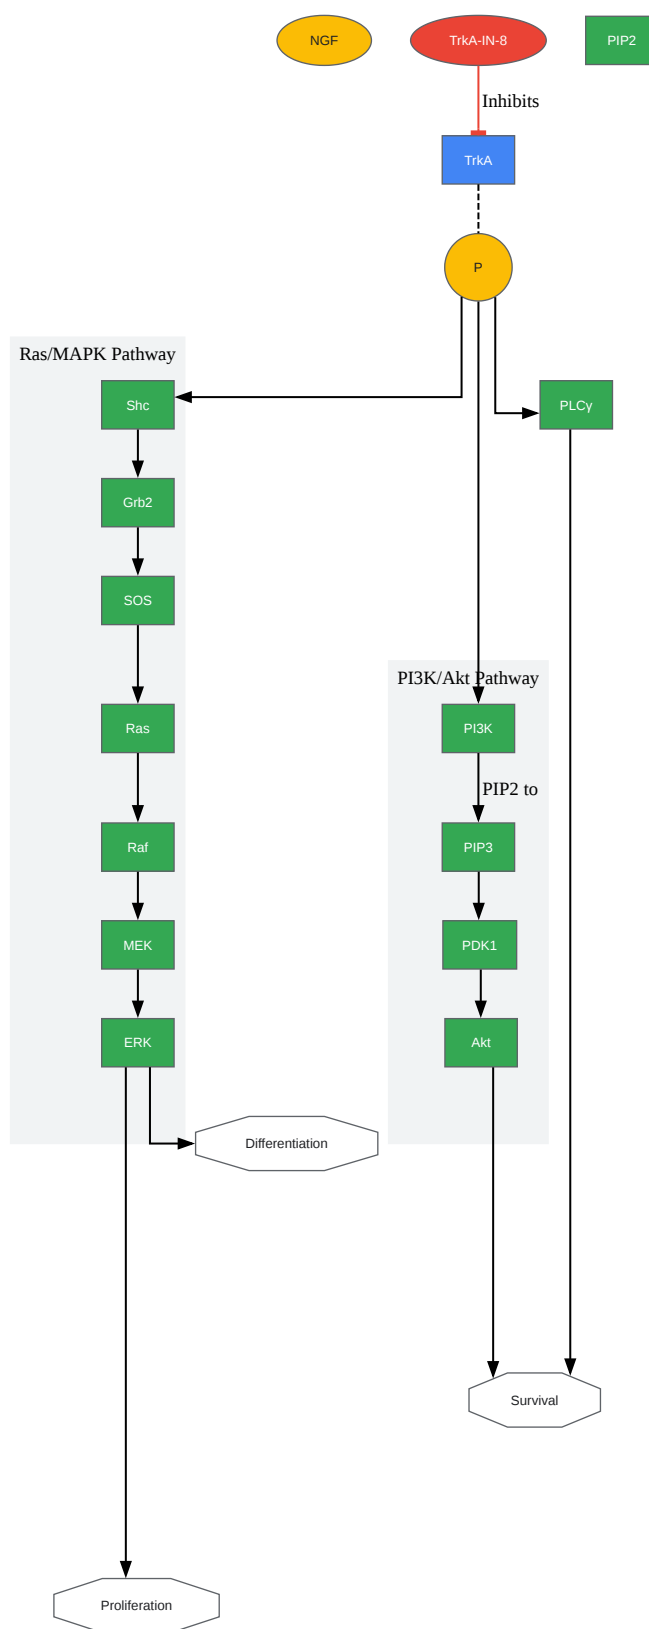 NGF
TrkA-IN-8
PIP2
Inhibits
TrkA
P
Ras/MAPK Pathway
Shc
PLCγ
Grb2
SOS
PI3K/Akt Pathway
Ras
PI3K
PIP2 to
Raf
PIP3
MEK
PDK1
ERK
Akt
Differentiation
Survival
Proliferation